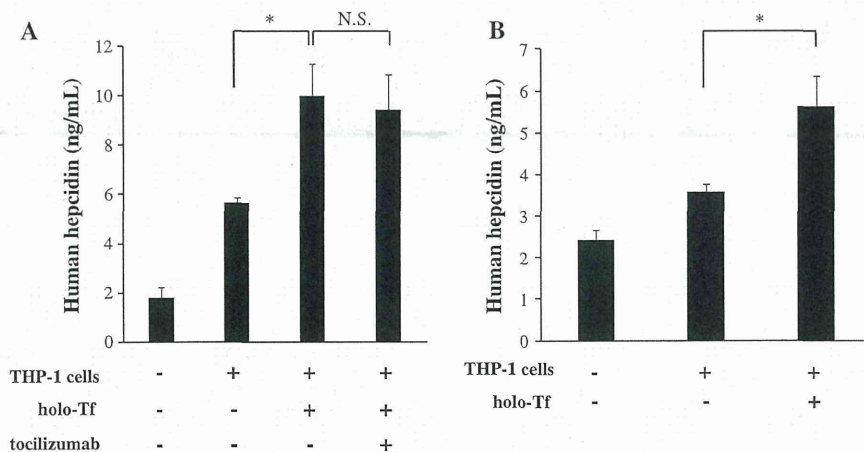 A
* N.S.
Human hepcidin (ng/mL)
12
10
8
6
4
2
0
THP-1 cells - + + +
holo-Tf - - + +
tocilizumab - - - +
B
*
Human hepcidin (ng/mL)
7
6
5
4
3
2
1
0
THP-1 cells - + +
holo-Tf - - +